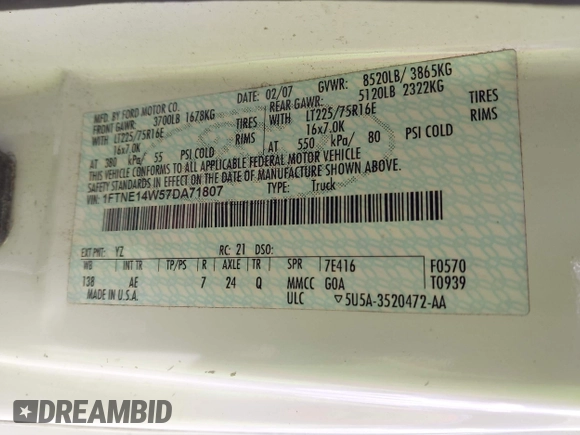 MFD. BY FORD MOTOR CO. DATE: 02/07 GVWR: 8520LB/ 3865KG
FRONT GAWR: 3700LB 1678KG REAR GAWR: 5120LB 2322KG
WITH LT225/75R16E TIRES WITH LT225/75R16E TIRES
16x7.0K RIMS 16x7.0K RIMS
AT 380 kPa/ 55 PSI COLD AT 550 kPa/ 80 PSI COLD
THIS VEHICLE CONFORMS TO ALL APPLICABLE FEDERAL MOTOR VEHICLE
SAFETY STANDARDS IN EFFECT ON THE DATE OF MANUFACTURE SHOWN ABOVE.
VIN: 1FTNE14W57DA71807 TYPE: Truck
EXT PNT: YZ RC: 21 DSO:
WB INT TR TP/PS R AXLE TR SPR 7E416 F0570
138 AE 7 24 Q MMCC G0A T0939
MADE IN U.S.A. ULC ▽5U5A-3520472-AA
DREAMBID